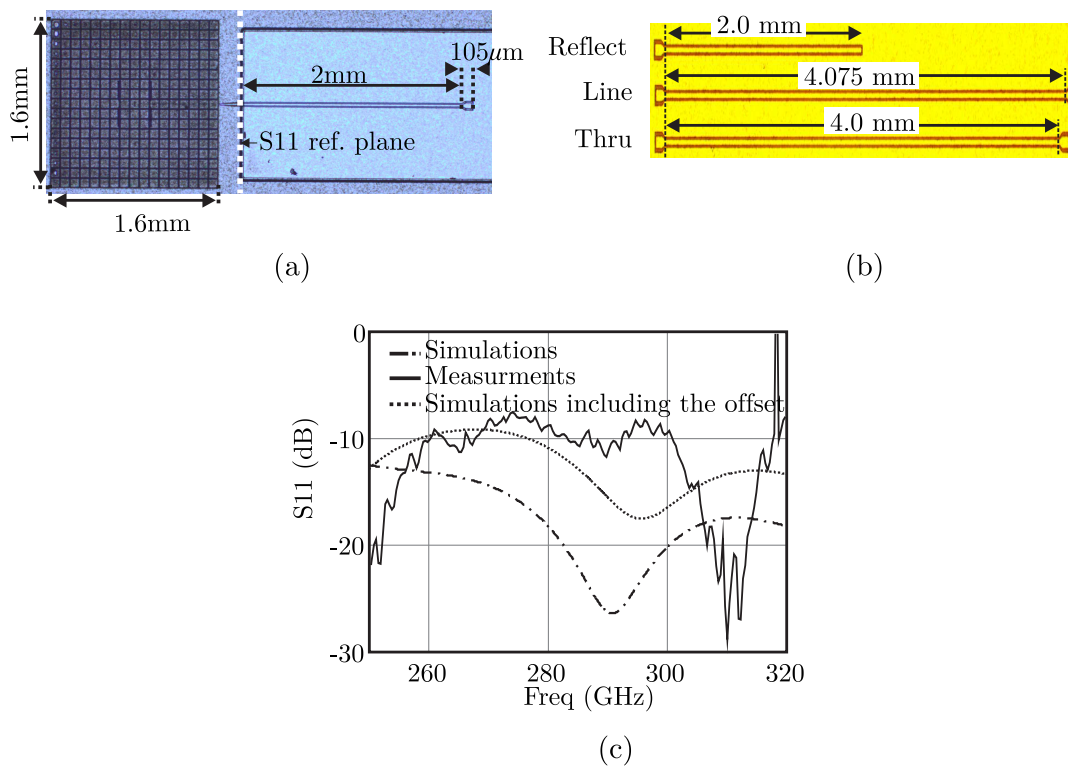 105μm
2mm
1.6mm
S11 ref. plane
1.6mm
(a)
2.0 mm
Reflect
4.075 mm
Line
4.0 mm
Thru
(b)
0
Simulations
Measurments
Simulations including the offset
-10
S11 (dB)
-20
-30
260 280 300 320
Freq (GHz)
(c)